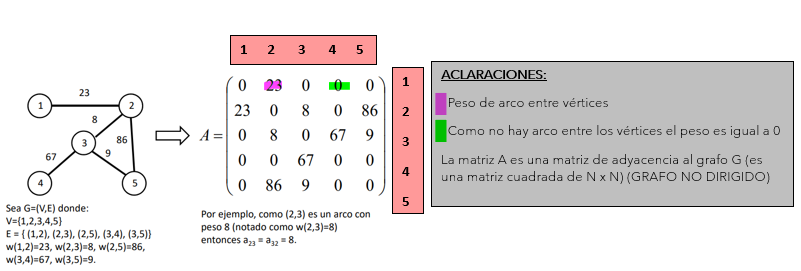 1 2 3 4 5
23
1
2
8
3
86
67
9
4
5
A =
0 23 0 0 0
23 0 8 0 86
0 8 0 67 9
0 0 67 0 0
0 86 9 0 0
1
2
3
4
5
ACLARACIONES:
Peso de arco entre vértices
Como no hay arco entre los vértices el peso es igual a 0
La matriz A es una matriz de adyacencia al grafo G (es
una matriz cuadrada de N x N) (GRAFO NO DIRIGIDO)
Sea G=(V,E) donde:
V={1,2,3,4,5}
E = { (1,2), (2,3), (2,5), (3,4), (3,5)}
w(1,2)=23, w(2,3)=8, w(2,5)=86,
w(3,4)=67, w(3,5)=9.
Por ejemplo, como (2,3) es un arco con
peso 8 (notado como w(2,3)=8)
entonces a₂₃ = a₃₂ = 8.